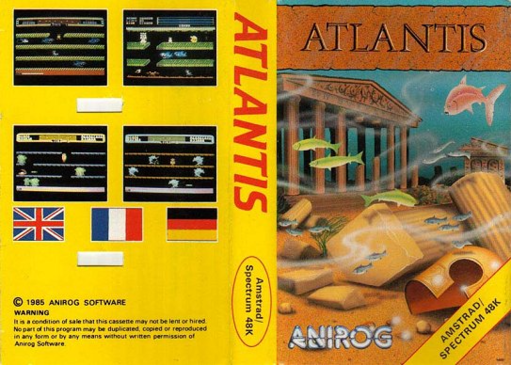 © 1985 ANIROG SOFTWARE
WARNING
It is a condition of sale that this cassette may not be lent or hired.
No part of this program may be duplicated, copied or reproduced
in any form or by any means without written permission of
Anirog Software.
ATLANTIS
Amstrad/
Spectrum 48K
ATLANTIS
ANIROG
AMSTRAD/
SPECTRUM 48K